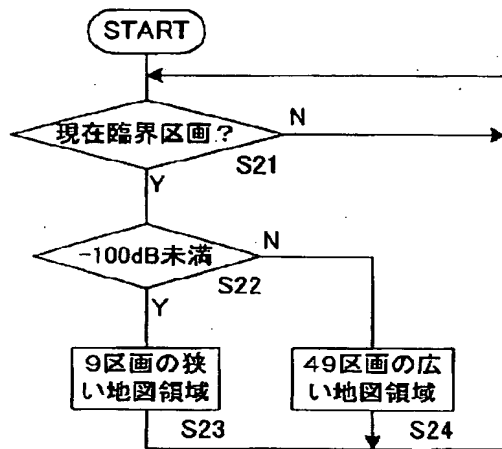 START
現在臨界区画？
N
S21
Y
-100dB未満
N
S22
Y
9区画の狭
い地図領域
S23
49区画の広
い地図領域
S24